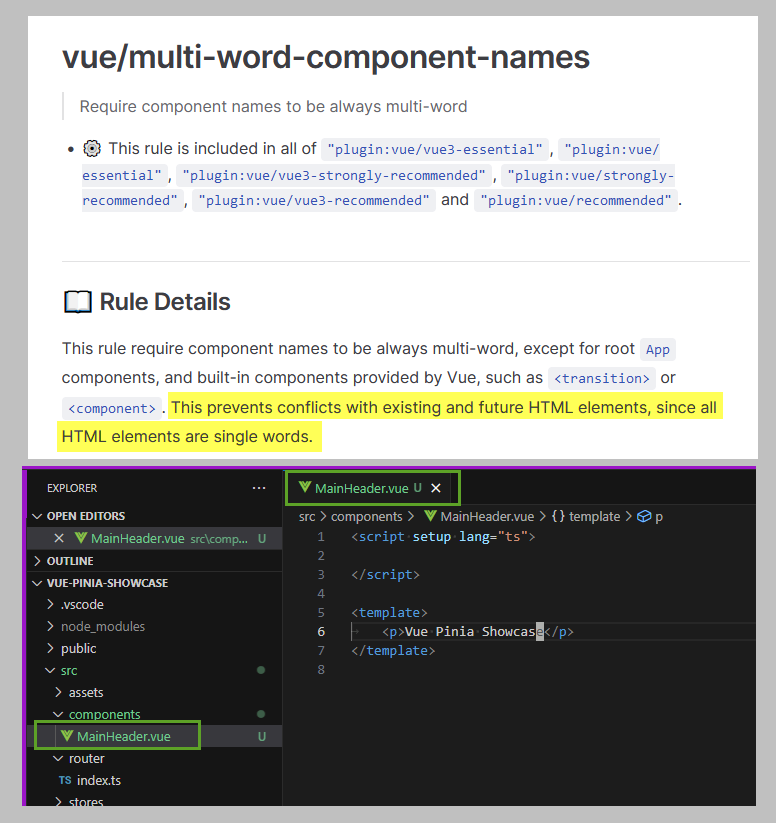 vue/multi-word-component-names
Require component names to be always multi-word
• This rule is included in all of "plugin:vue/vue3-essential", "plugin:vue/
essential", "plugin:vue/vue3-strongly-recommended", "plugin:vue/strongly-
recommended", "plugin:vue/vue3-recommended" and "plugin:vue/recommended".
Rule Details
This rule require component names to be always multi-word, except for root App
components, and built-in components provided by Vue, such as <transition> or
<component>. This prevents conflicts with existing and future HTML elements, since all
HTML elements are single words.
EXPLORER ...
OPEN EDITORS
MainHeader.vue src\comp... U
OUTLINE
VUE-PINIA-SHOWCASE
.vscode
node_modules
public
src
assets
components
MainHeader.vue U
router
TS index.ts
stores
MainHeader.vue U
src > components > MainHeader.vue > {} template > p
1 <script setup lang="ts">
2
3 </script>
4
5 <template>
6 <p>Vue Pinia Showcase</p>
7 </template>
8